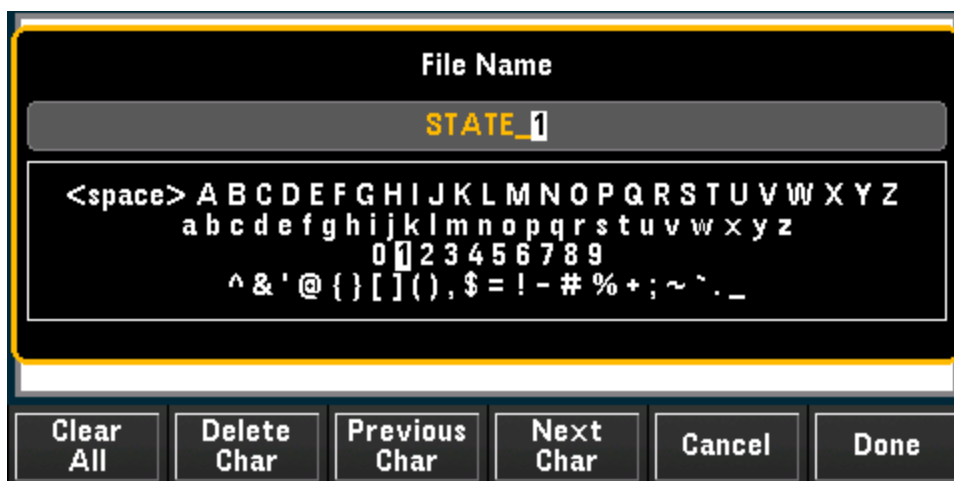 File Name
STATE_1
<space> A B C D E F G H I J K L M N O P Q R S T U V W X Y Z
a b c d e f g h i j k l m n o p q r s t u v w x y z
0 1 2 3 4 5 6 7 8 9
^ & ' @ { } [ ] ( ) , $ = ! - # % + ; ~ ` . _
Clear All
Delete Char
Previous Char
Next Char
Cancel
Done